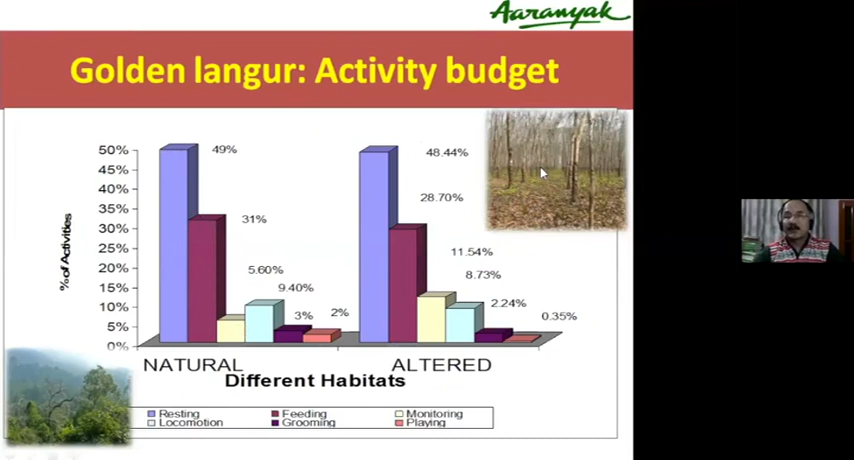 Aaranyak
Golden langur: Activity budget
50%
45%
40%
35%
30%
25%
20%
15%
10%
5%
0%
% of Activities
49%
31%
5.60%
9.40%
3%
2%
48.44%
28.70%
11.54%
8.73%
2.24%
0.35%
NATURAL
ALTERED
Different Habitats
Resting Feeding Monitoring
Locomotion Grooming Playing